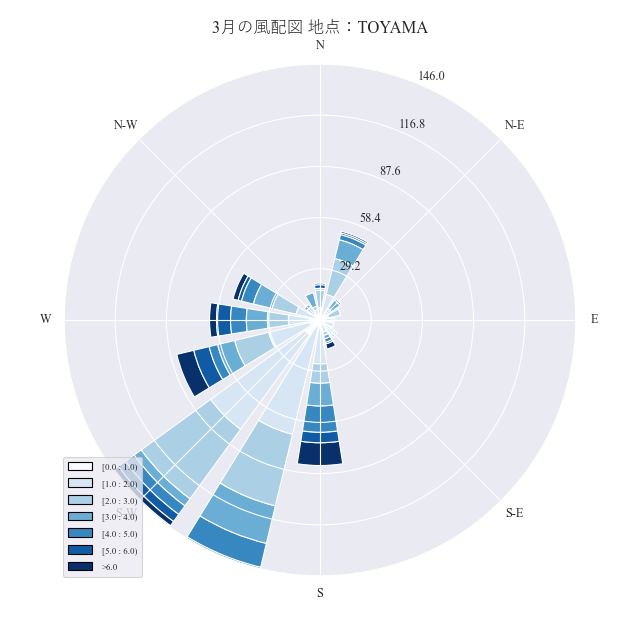 3月の風配図 地点：TOYAMA
N
146.0
N-W
N-E
116.8
87.6
58.4
29.2
W
E
[0.0 : 1.0)
[1.0 : 2.0)
[2.0 : 3.0)
[3.0 : 4.0)
[4.0 : 5.0)
[5.0 : 6.0)
>6.0
S-W
S-E
S